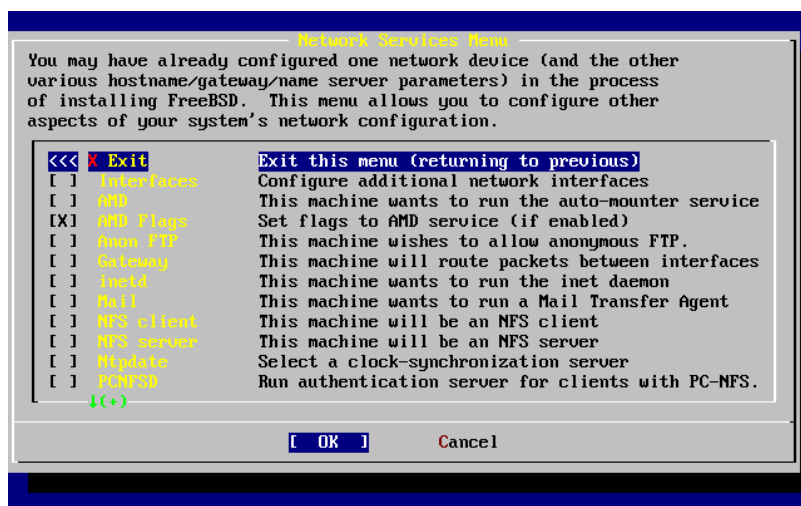 Network Services Menu
You may have already configured one network device (and the other
various hostname/gateway/name server parameters) in the process
of installing FreeBSD.  This menu allows you to configure other
aspects of your system's network configuration.
<<< X Exit Exit this menu (returning to previous)
[ ] Interfaces Configure additional network interfaces
[ ] AMD This machine wants to run the auto-mounter service
[X] AMD Flags Set flags to AMD service (if enabled)
[ ] Anon FTP This machine wishes to allow anonymous FTP.
[ ] Gateway This machine will route packets between interfaces
[ ] inetd This machine wants to run the inet daemon
[ ] Mail This machine wants to run a Mail Transfer Agent
[ ] NFS client This machine will be an NFS client
[ ] NFS server This machine will be an NFS server
[ ] Ntpdate Select a clock-synchronization server
[ ] PCNFSD Run authentication server for clients with PC-NFS.
↓(+)
[ OK ] Cancel